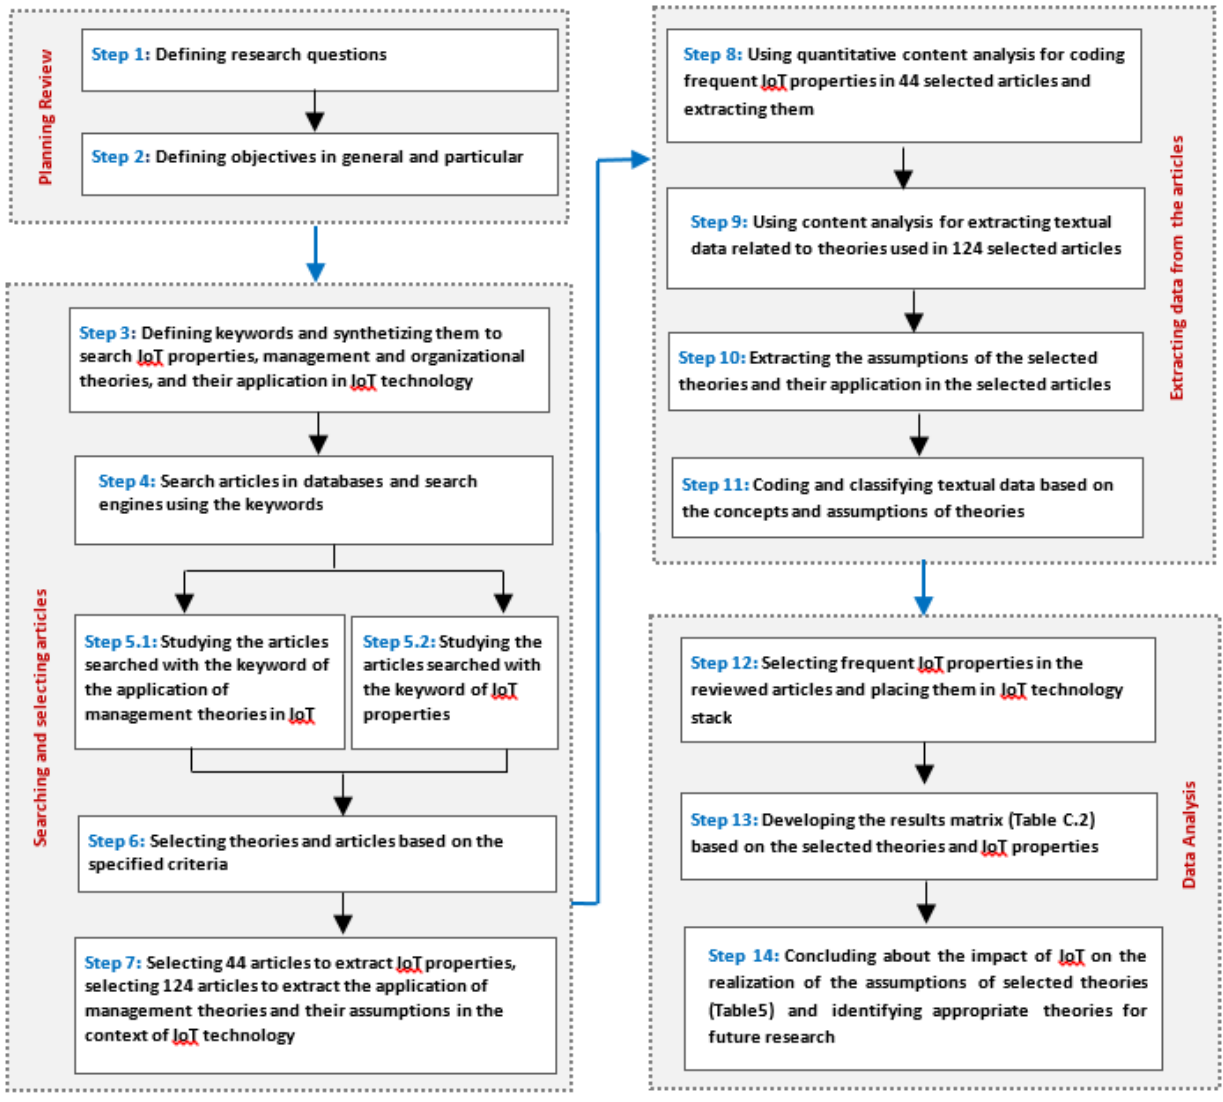 Planning Review
Step 1: Defining research questions
Step 2: Defining objectives in general and particular
Searching and selecting articles
Step 3: Defining keywords and synthetizing them to
search IoT properties, management and organizational
theories, and their application in IoT technology
Step 4: Search articles in databases and search
engines using the keywords
Step 5.1: Studying the articles
searched with the keyword of
the application of
management theories in IoT
Step 5.2: Studying the
articles searched with
the keyword of IoT
properties
Step 6: Selecting theories and articles based on the
specified criteria
Step 7: Selecting 44 articles to extract IoT properties,
selecting 124 articles to extract the application of
management theories and their assumptions in the
context of IoT technology
Extracting data from the articles
Step 8: Using quantitative content analysis for coding
frequent IoT properties in 44 selected articles and
extracting them
Step 9: Using content analysis for extracting textual
data related to theories used in 124 selected articles
Step 10: Extracting the assumptions of the selected
theories and their application in the selected articles
Step 11: Coding and classifying textual data based on
the concepts and assumptions of theories
Data Analysis
Step 12: Selecting frequent IoT properties in the
reviewed articles and placing them in IoT technology
stack
Step 13: Developing the results matrix (Table C.2)
based on the selected theories and IoT properties
Step 14: Concluding about the impact of IoT on the
realization of the assumptions of selected theories
(Table5) and identifying appropriate theories for
future research